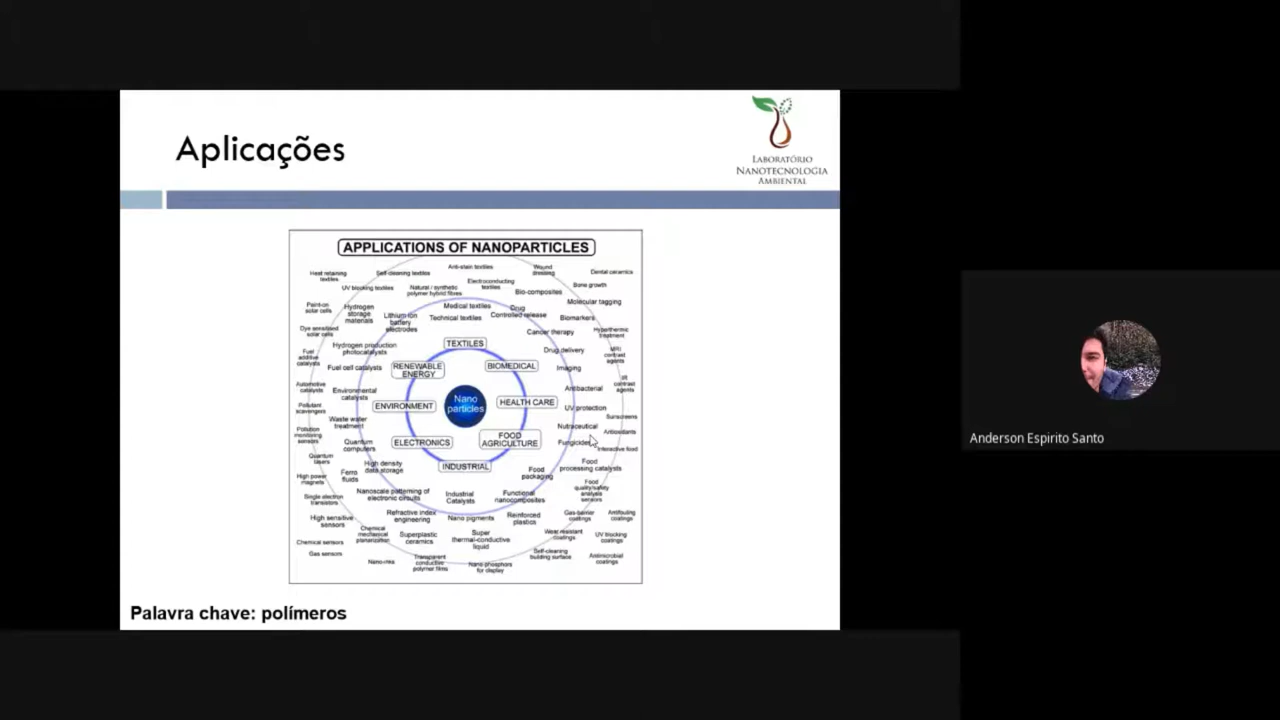 Aplicações
LABORATÓRIO
NANOTECNOLOGIA
AMBIENTAL
APPLICATIONS OF NANOPARTICLES
Heat retaining
textiles
Self-cleaning textiles
Anti-stain textiles
Wound
dressing
Dental ceramics
UV blocking textiles
Natural / synthetic
polymer hybrid fibres
Electroconducting
textiles
Bio-composites
Bone growth
Paint-on
solar cells
Hydrogen
storage
materials
Lithium ion
battery
electrodes
Medical textiles
Technical textiles
Drug
Controlled release
Molecular tagging
Biomarkers
Dye sensitised
solar cells
Cancer therapy
Hyperthermic
treatment
Hydrogen production
photocatalysts
TEXTILES
Drug delivery
MRI
contrast
agents
Fuel
additive
catalysts
Fuel cell catalysts
RENEWABLE
ENERGY
BIOMEDICAL
Imaging
Automotive
catalysts
Environmental
catalysts
Antibacterial
contrast
agents
Pollutant
scavengers
ENVIRONMENT
Nano
particles
HEALTH CARE
UV protection
Sunscreens
Waste water
treatment
Nutraceutical
Antioxidants
Pollution
monitoring
sensors
Quantum
computers
ELECTRONICS
FOOD
AGRICULTURE
Fungicides
Interactive food
Quantum
lasers
High density
data storage
INDUSTRIAL
Food
packaging
Food
processing catalysts
High power
magnets
Ferro
fluids
Food
quality/safety
analysis
sensors
Single electron
transistors
Nanoscale patterning of
electronic circuits
Industrial
Catalysts
Functional
nanocomposites
High sensitive
sensors
Refractive index
engineering
Nano pigments
Reinforced
plastics
Gas-barrier
coatings
Antifouling
coatings
Chemical sensors
Chemical
mechanical
planarization
Superplastic
ceramics
Super
thermal-conductive
liquid
Wear resistant
coatings
UV blocking
coatings
Gas sensors
Nano-inks
Transparent
conductive
polymer films
Nano-phosphors
for display
Self-cleaning
building surface
Antimicrobial
coatings
Palavra chave: polímeros
Anderson Espirito Santo